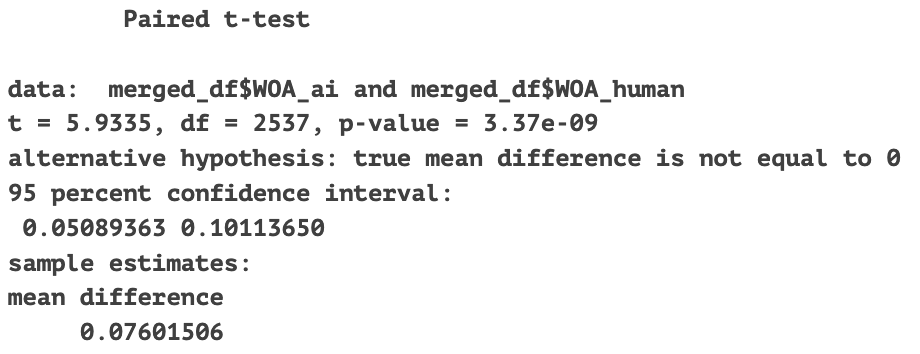 Paired t-test
data:  merged_df$WOA_ai and merged_df$WOA_human
t = 5.9335, df = 2537, p-value = 3.37e-09
alternative hypothesis: true mean difference is not equal to 0
95 percent confidence interval:
 0.05089363 0.10113650
sample estimates:
mean difference
     0.07601506